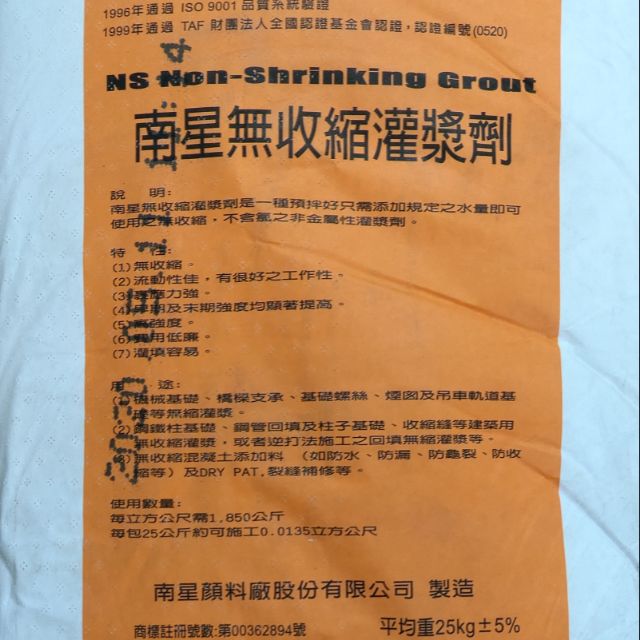 1996年通過 ISO 9001 品質系統驗證
1999年通過 TAF 財團法人全國認證基金會認證，認證編號(0520)
NS Non-Shrinking Grout
南星無收縮灌漿劑
說 明:
南星無收縮灌漿劑是一種預拌好只需添加規定之水量即可
使用之無收縮，不含氯之非金屬性灌漿劑。
特 性:
(1)無收縮。
(2)流動性佳，有很好之工作性。
(3)握裹力強。
(4)早期及末期強度均顯著提高。
(5)高強度。
(6)費用低廉。
(7)灌填容易。
用 途:
(1)機械基礎、橋樑支承、基礎螺絲、煙囪及吊車軌道基
礎等無縮灌漿。
(2)鋼鐵柱基礎、鋼管回填及柱子基礎、收縮縫等建築用
無收縮灌漿，或者逆打法施工之回填無縮灌漿等。
(3)無收縮混凝土添加料 （如防水、防漏、防龜裂、防收
縮等）及DRY PAT,裂縫補修等。
使用數量:
每立方公尺需1,850公斤
每包25公斤約可施工0.0135立方公尺
南星顏料廠股份有限公司 製造
商標註冊號數:第00362894號 平均重25kg±5%